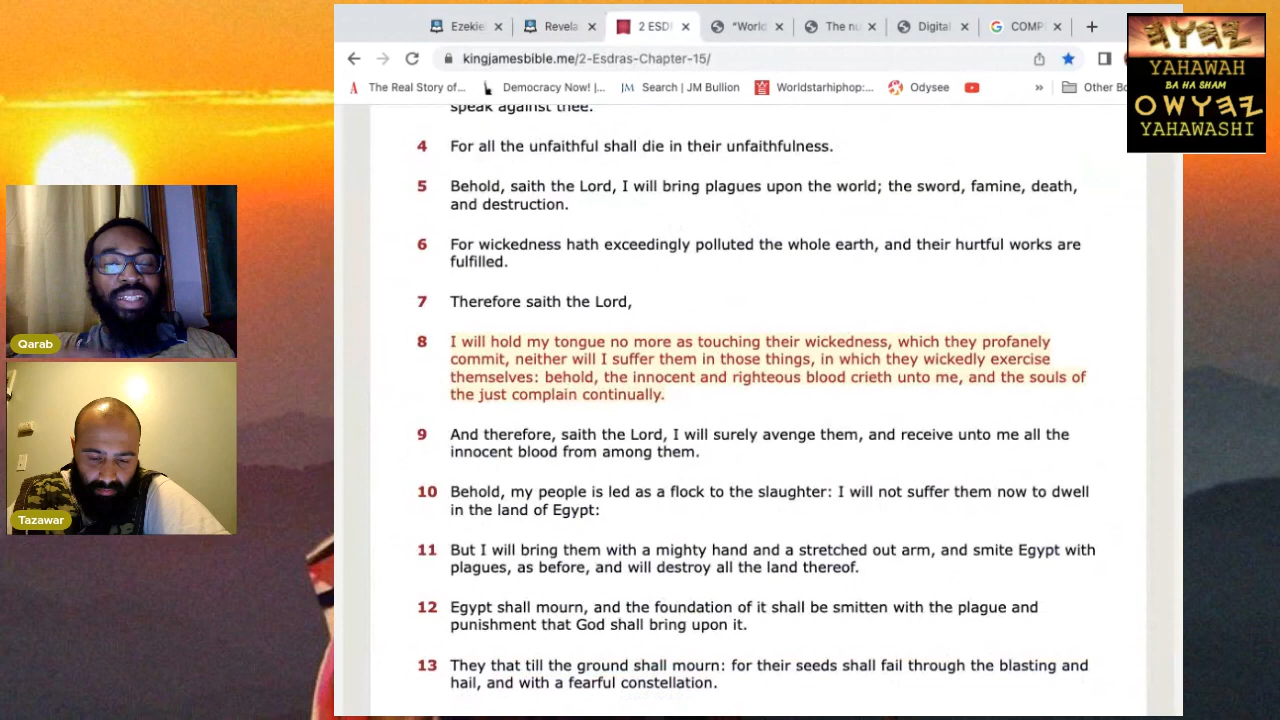 Ezekie
Revela
2 ESDI
"World
The nu
Digital
COMP
kingjamesbible.me/2-Esdras-Chapter-15/
The Real Story of...
Democracy Now! |...
JM Search | JM Bullion
Worldstarhiphop:...
Odysee
»
Other Bo
YAHAWAH
BA HA SHAM
YAHAWASHI
speak against thee.
4 For all the unfaithful shall die in their unfaithfulness.
5 Behold, saith the Lord, I will bring plagues upon the world; the sword, famine, death,
and destruction.
6 For wickedness hath exceedingly polluted the whole earth, and their hurtful works are
fulfilled.
7 Therefore saith the Lord,
8 I will hold my tongue no more as touching their wickedness, which they profanely
commit, neither will I suffer them in those things, in which they wickedly exercise
themselves: behold, the innocent and righteous blood crieth unto me, and the souls of
the just complain continually.
9 And therefore, saith the Lord, I will surely avenge them, and receive unto me all the
innocent blood from among them.
10 Behold, my people is led as a flock to the slaughter: I will not suffer them now to dwell
in the land of Egypt:
11 But I will bring them with a mighty hand and a stretched out arm, and smite Egypt with
plagues, as before, and will destroy all the land thereof.
12 Egypt shall mourn, and the foundation of it shall be smitten with the plague and
punishment that God shall bring upon it.
13 They that till the ground shall mourn: for their seeds shall fail through the blasting and
hail, and with a fearful constellation.
Qarab
Tazawar